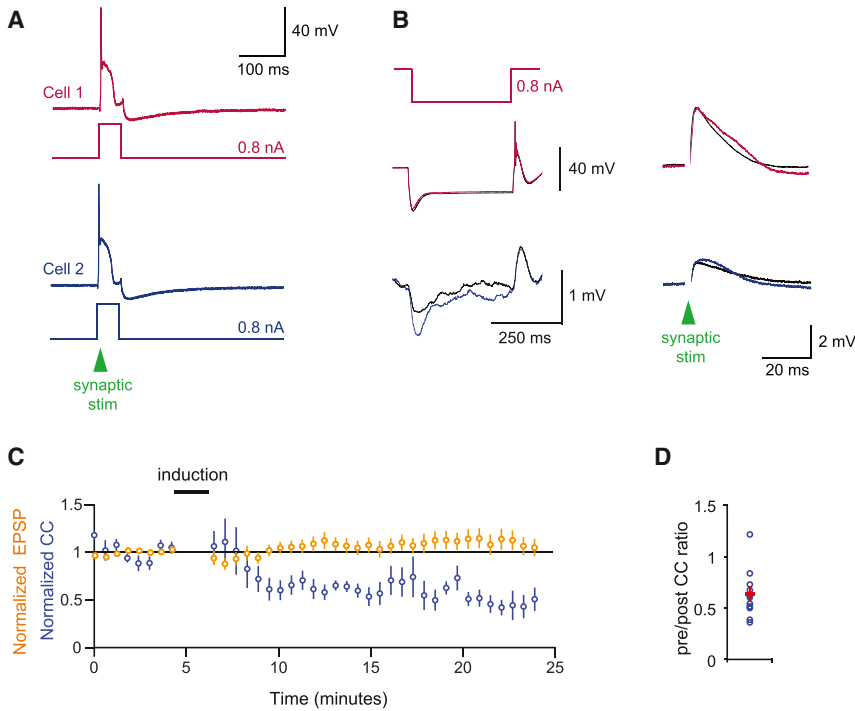 A
40 mV
100 ms
Cell 1
0.8 nA
Cell 2
0.8 nA
synaptic
stim
B
0.8 nA
40 mV
1 mV
250 ms
synaptic
stim
2 mV
20 ms
C
induction
Normalized EPSP
Normalized CC
1.5
1
0.5
0
0
5
10
15
20
25
Time (minutes)
D
pre/post CC ratio
1.5
1
0.5
0